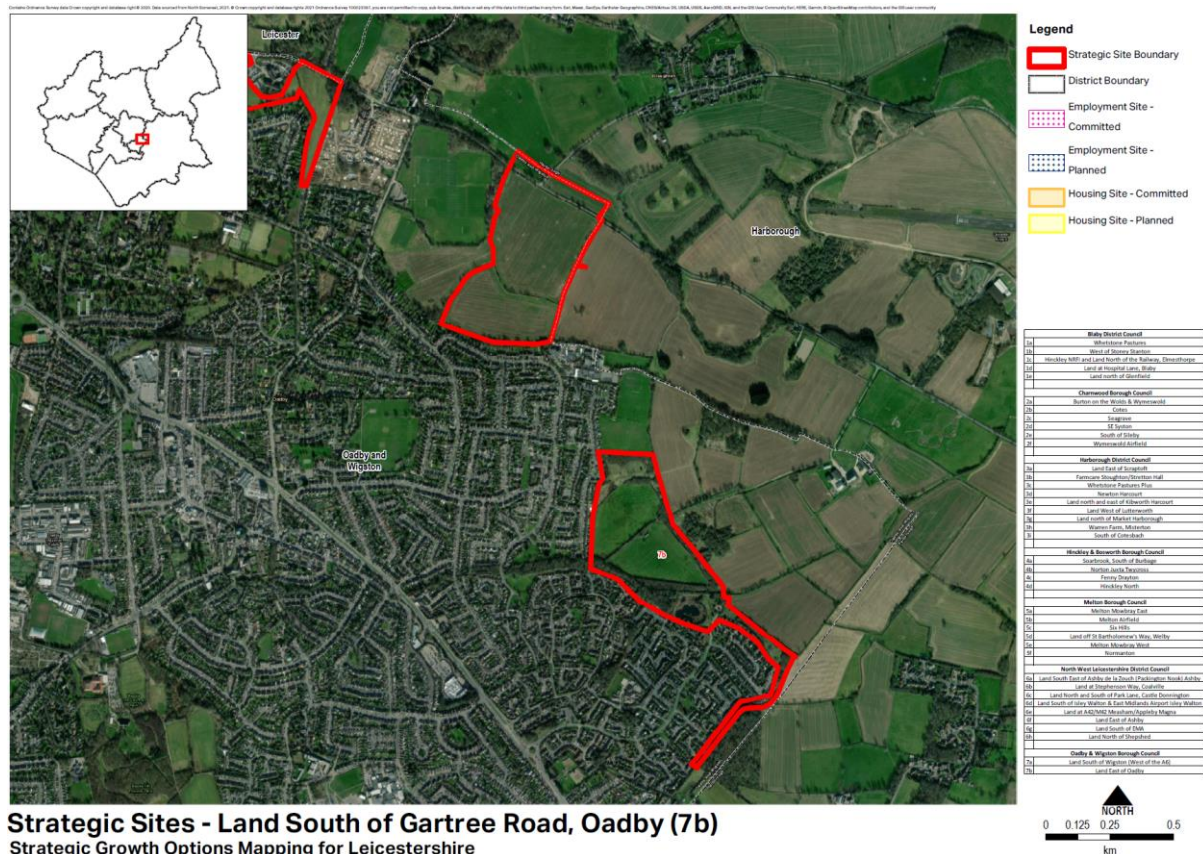 Leicester
Harborough
Oadby
Oadby and
Wigston
7b
Legend
Strategic Site Boundary
District Boundary
Employment Site -
Committed
Employment Site -
Planned
Housing Site - Committed
Housing Site - Planned
Blaby District Council
1a Whetstone Pastures
1b West of Stoney Stanton
1c Hinckley NRFI and Land North of the Railway, Elmesthorpe
1d Land at Hospital Lane, Blaby
1e Land north of Glenfield
Charnwood Borough Council
2a Burton on the Wolds & Wymeswold
2b Cotes
2c Seagrave
2d SE Syston
2e South of Sileby
2f Wymeswold Airfield
Harborough District Council
3a Land East of Scraptoft
3b Farmcare Stoughton/Stretton Hall
3c Whetstone Pastures Plus
3d Newton Harcourt
3e Land north and east of Kibworth Harcourt
3f Land West of Lutterworth
3g Land north of Market Harborough
3h Warren Farm, Misterton
3i South of Cotesbach
Hinckley & Bosworth Borough Council
4a Soarbrook, South of Burbage
4b Norton Juxta Twycross
4c Fenny Drayton
4d Hinckley North
Melton Borough Council
5a Melton Mowbray East
5b Melton Airfield
5c Six Hills
5d Land off St Bartholomew's Way, Welby
5e Melton Mowbray West
5f Normanton
North West Leicestershire District Council
6a Land South East of Ashby de la Zouch (Packington Nook) Ashby
6b Land at Stephenson Way, Coalville
6c Land North and South of Park Lane, Castle Donnington
6d Land South of Isley Walton & East Midlands Airport Isley Walton
6e Land at A42/M42 Measham/Appleby Magna
6f Land East of Ashby
6g Land South of EMA
6h Land North of Shepshed
Oadby & Wigston Borough Council
7a Land South of Wigston (West of the A6)
7b Land East of Oadby
NORTH
0 0.125 0.25 0.5
km
Strategic Sites - Land South of Gartree Road, Oadby (7b)
Strategic Growth Options Mapping for Leicestershire